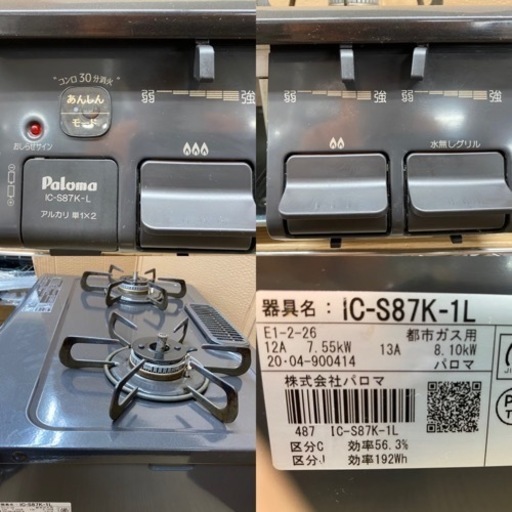 コンロ30分消火
あんしん
モード
おしらせサイン
弱 強
Paloma
IC-S87K-L
アルカリ 単1×2
弱 強 弱 強
水無しグリル
器具名: IC-S87K-1L
E1-2-26 都市ガス用
12A 7.55kW 13A 8.10kW
20・04-900414 パロマ
株式会社パロマ
487 IC-S87K-1L
区分C 効率56.3%
区分J 効率192Wh
IC-S87K-1L